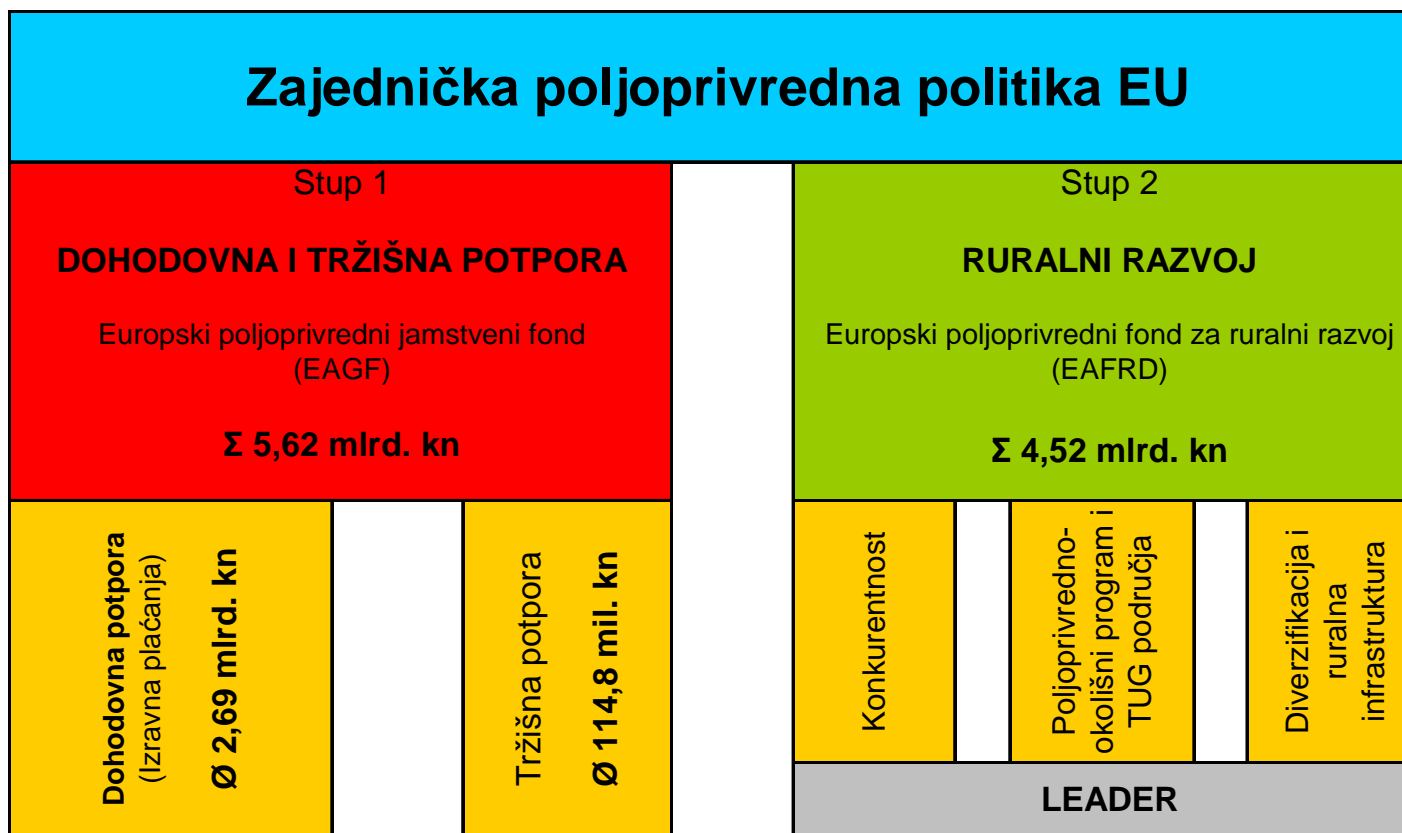 Zajednička poljoprivredna politika EU
Stup 1
DOHODOVNA I TRŽIŠNA POTPORA
Europski poljoprivredni jamstveni fond
(EAGF)
Σ 5,62 mlrd. kn
Stup 2
RURALNI RAZVOJ
Europski poljoprivredni fond za ruralni razvoj
(EAFRD)
Σ 4,52 mlrd. kn
Dohodovna potpora
(Izravna plaćanja)
Ø 2,69 mlrd. kn
Tržišna potpora
Ø 114,8 mil. kn
Konkurentnost
Poljoprivredno-
okolišni program i
TUG područja
Diverzifikacija i
ruralna
infrastruktura
LEADER